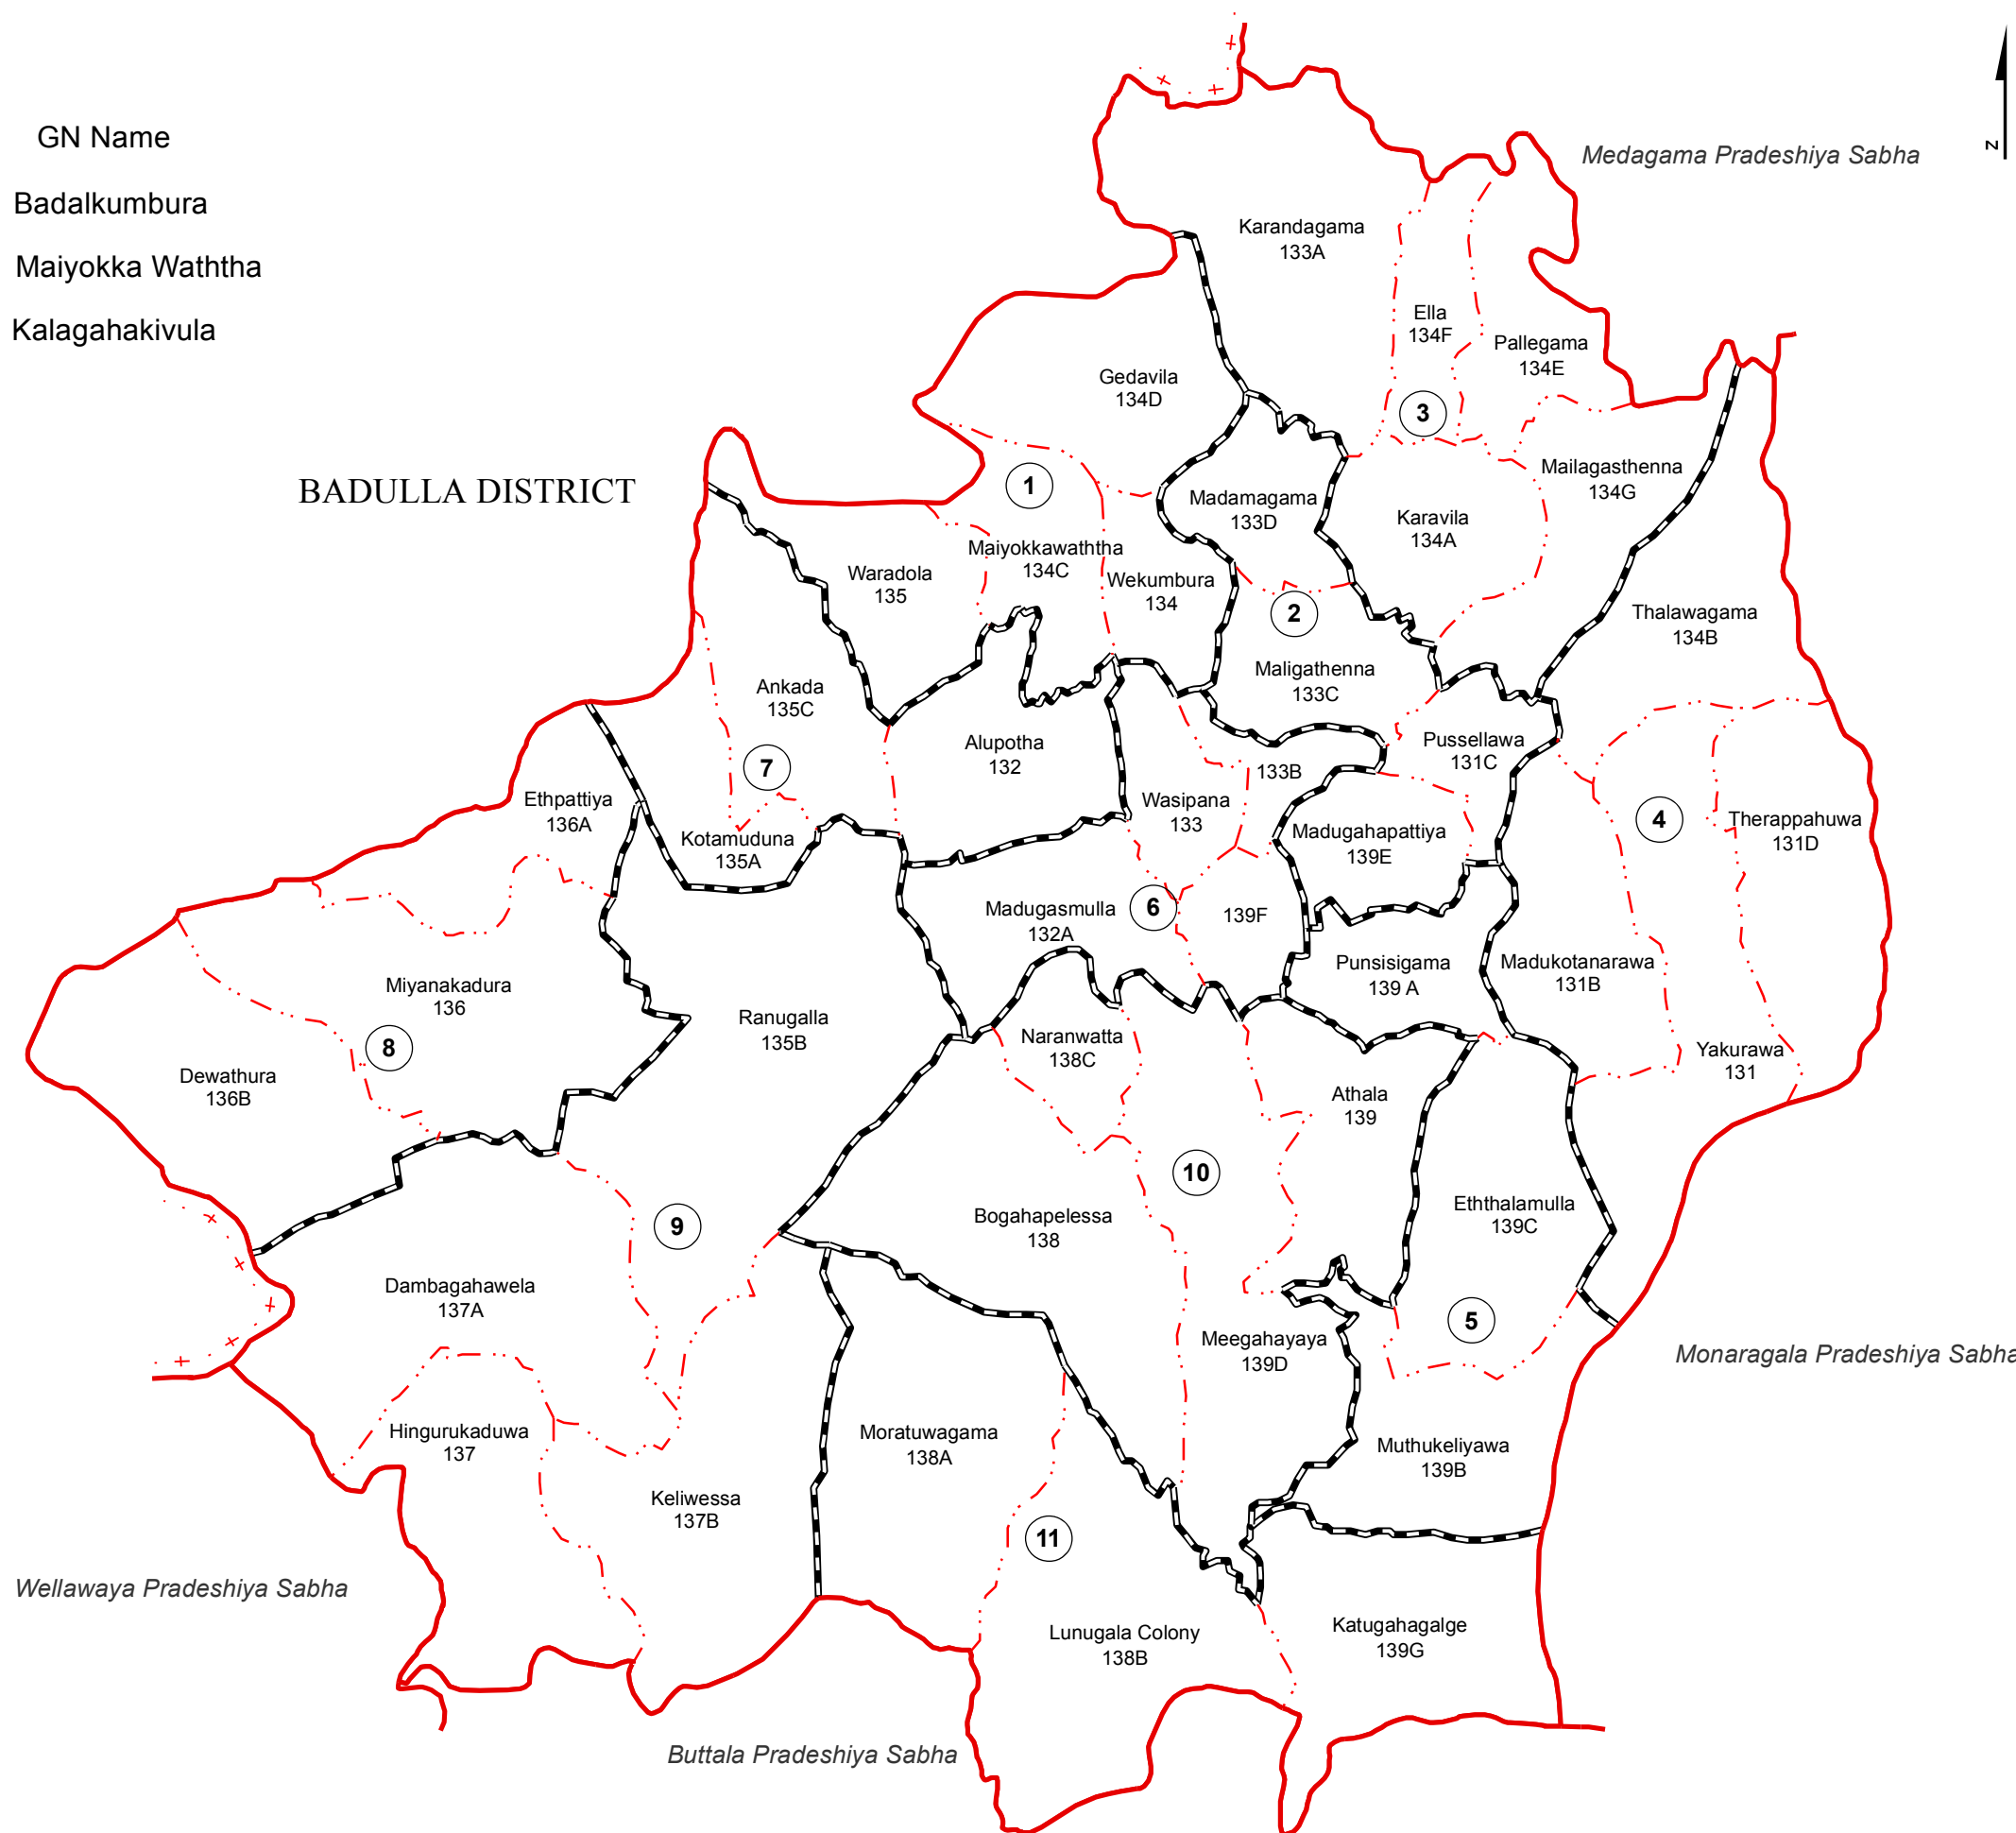 GN Name
Badalkumbura
Maiyokka Waththa
Kalagahakivula
BADULLA DISTRICT
Medagama Pradeshiya Sabha
Z
Karandagama
133A
Ella
134F
Pallegama
134E
3
Gedavila
134D
1
Madamagama
133D
Karavila
134A
Mailagasthenna
134G
Waradola
135
Maiyokkawaththa
134C
Wekumbura
134
2
Thalawagama
134B
Ankada
135C
7
Alupotha
132
Maligathenna
133C
Pussellawa
131C
133B
Wasipana
133
4
Therappahuwa
131D
Ethpattiya
136A
Kotamuduna
135A
Madugahapattiya
139E
Madugasmulla
132A
6
139F
Punsisigama
139 A
Madukotanarawa
131B
Miyanakadura
136
8
Ranugalla
135B
Naranwatta
138C
Yakurawa
131
Dewathura
136B
Athala
139
10
9
Bogahapelessa
138
Eththalamulla
139C
Dambagahawela
137A
5
Meegahayaya
139D
Monaragala Pradeshiya Sabha
Hingurukaduwa
137
Moratuwagama
138A
Muthukeliyawa
139B
Keliwessa
137B
11
Wellawaya Pradeshiya Sabha
Lunugala Colony
138B
Katugahagalge
139G
Buttala Pradeshiya Sabha